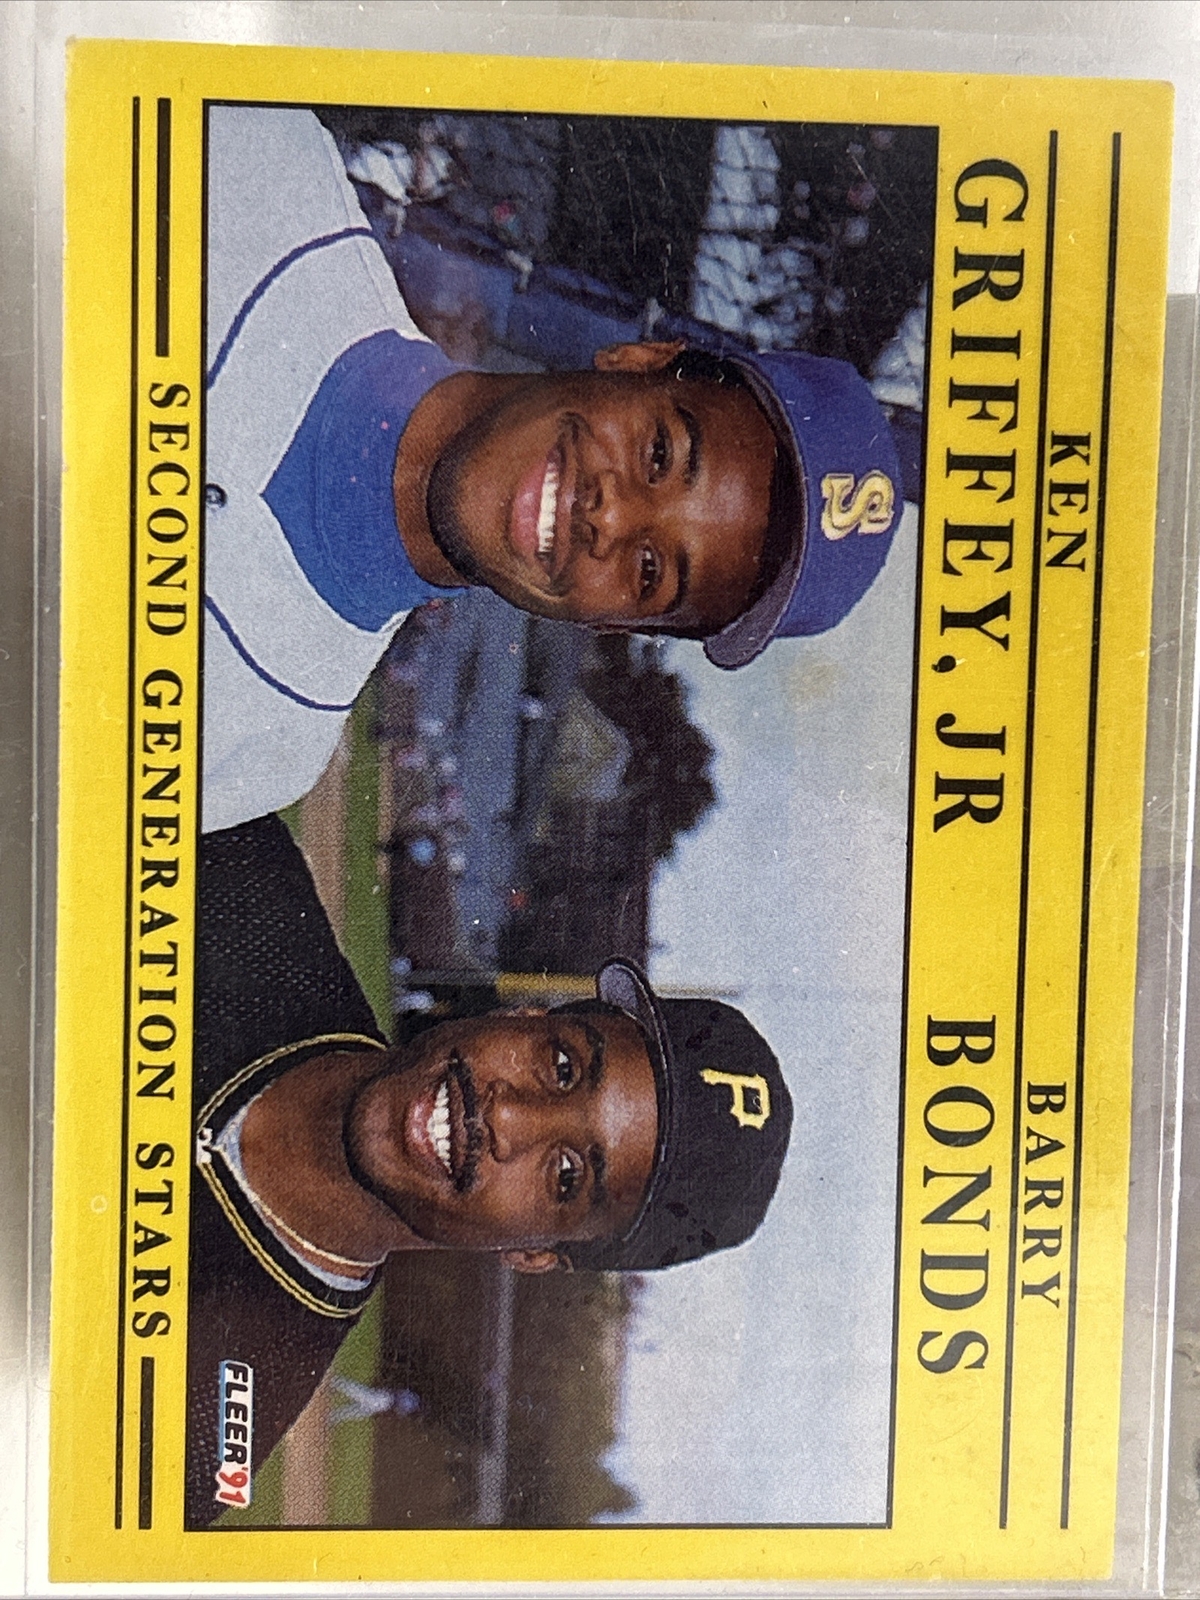 KEN
GRIFFEY, JR
BARRY
BONDS
S
P
FLEER '91
SECOND GENERATION STARS